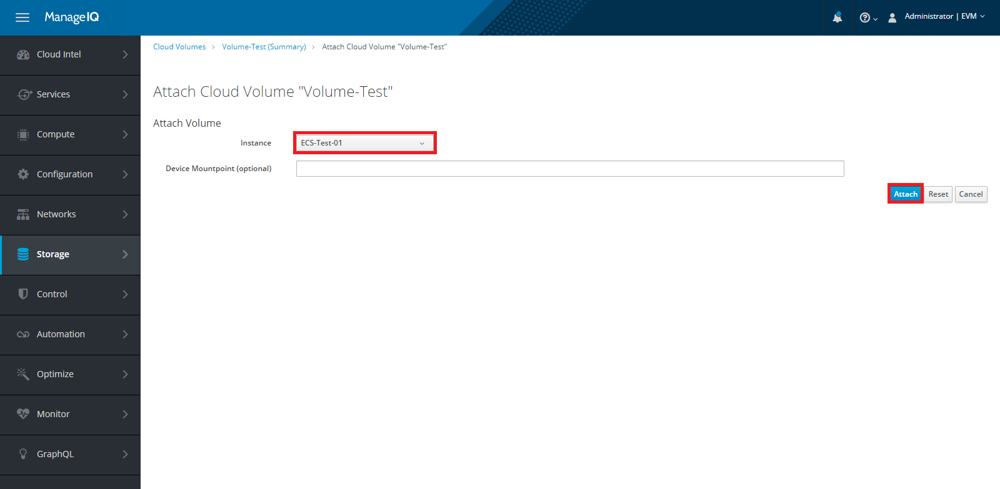 ManageIQ
Administrator | EVM
Cloud Intel
Services
Compute
Configuration
Networks
Storage
Control
Automation
Optimize
Monitor
GraphQL
Cloud Volumes > Volume-Test (Summary) > Attach Cloud Volume "Volume-Test"
Attach Cloud Volume "Volume-Test"
Attach Volume
Instance ECS-Test-01
Device Mountpoint (optional)
Attach Reset Cancel